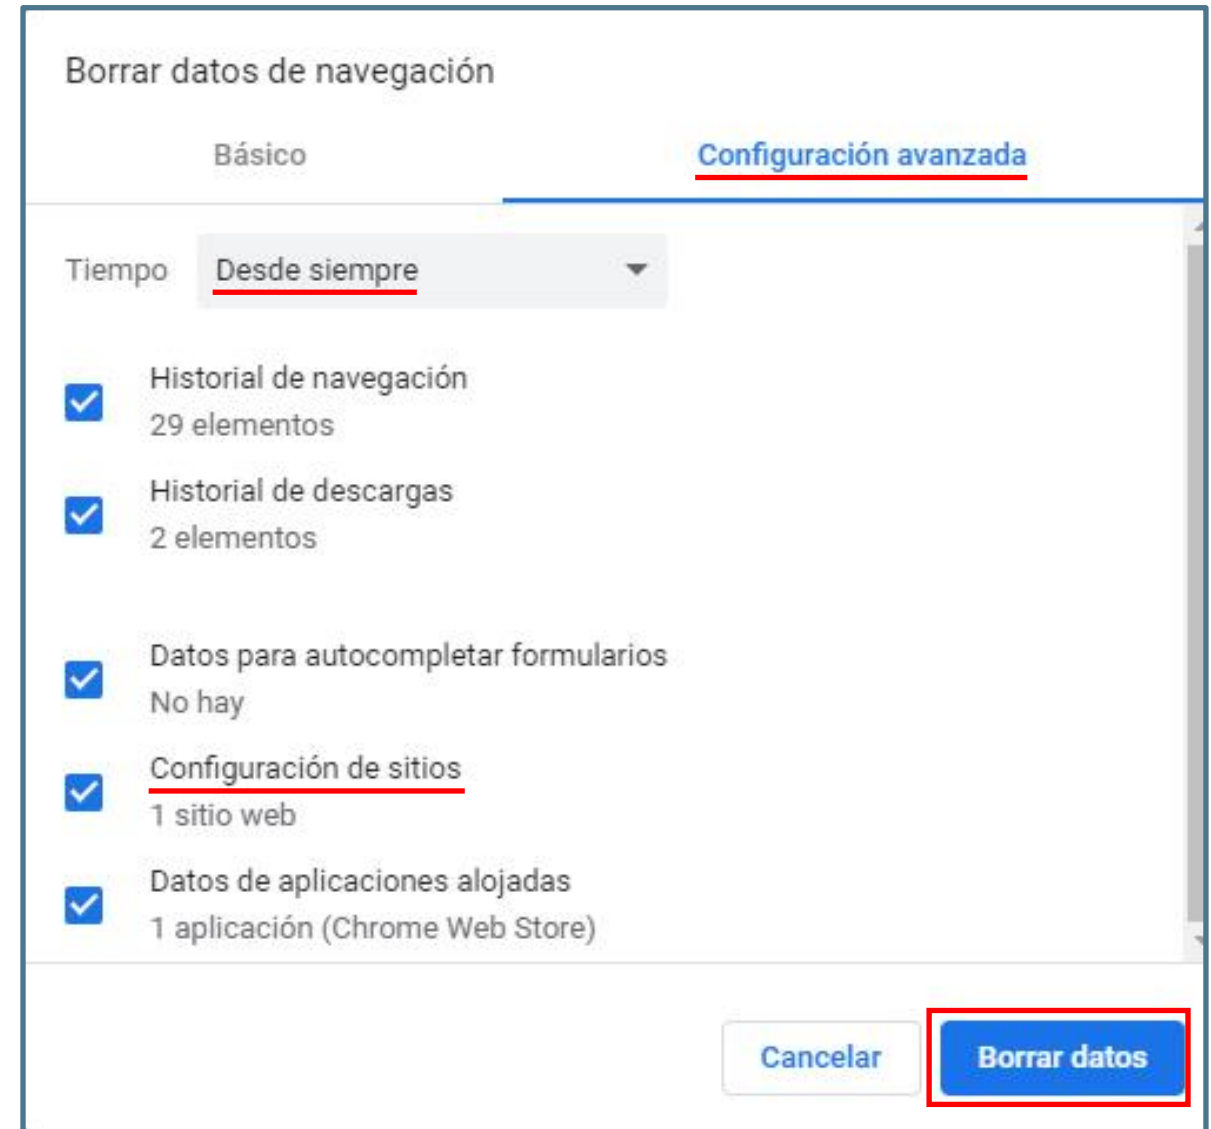 Borrar datos de navegación
Básico
Configuración avanzada
Tiempo
Desde siempre
Historial de navegación
29 elementos
Historial de descargas
2 elementos
Datos para autocompletar formularios
No hay
Configuración de sitios
1 sitio web
Datos de aplicaciones alojadas
1 aplicación (Chrome Web Store)
Cancelar
Borrar datos